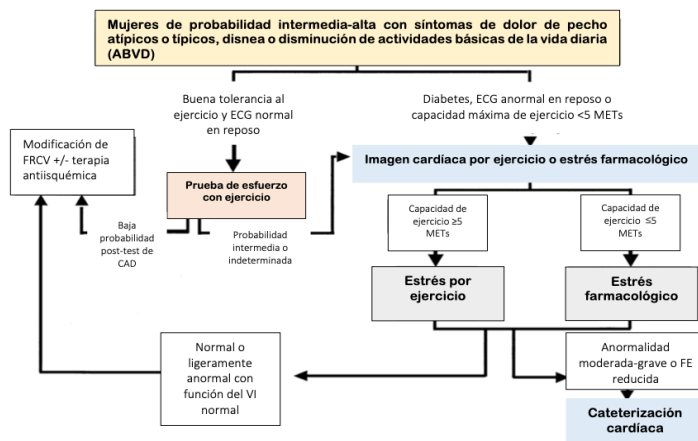 Mujeres de probabilidad intermedia-alta con síntomas de dolor de pecho
atípicos o típicos, disnea o disminución de actividades básicas de la vida diaria
(ABVD)
Buena tolerancia al
ejercicio y ECG normal
en reposo
Diabetes, ECG anormal en reposo o
capacidad máxima de ejercicio <5 METs
Modificación de
FRCV +/- terapia
antiisquémica
Imagen cardíaca por ejercicio o estrés farmacológico
Prueba de esfuerzo
con ejercicio
Baja
probabilidad
post-test de
CAD
Probabilidad
intermedia o
indeterminada
Capacidad de
ejercicio ≥5
METs
Capacidad de
ejercicio ≤5
METs
Estrés por
ejercicio
Estrés
farmacológico
Normal o
ligeramente
anormal con
función del VI
normal
Anormalidad
moderada-grave o FE
reducida
Cateterización
cardíaca